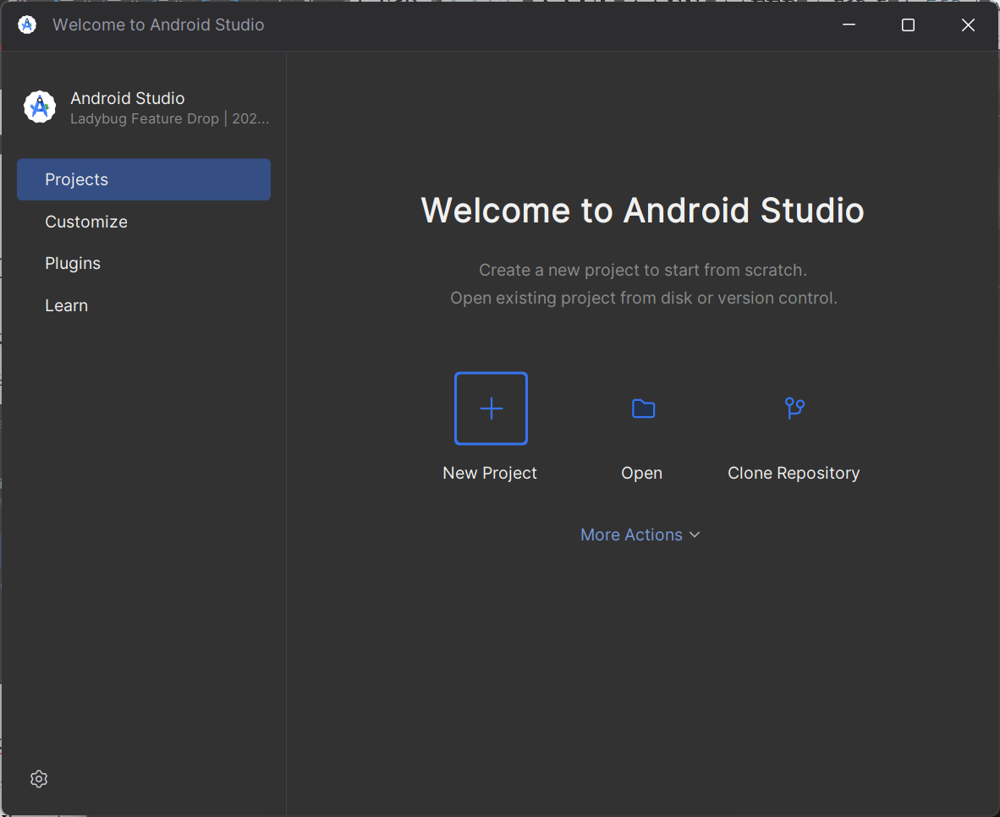 Welcome to Android Studio
Android Studio
Ladybug Feature Drop | 202...
Projects
Customize
Plugins
Learn
Welcome to Android Studio
Create a new project to start from scratch.
Open existing project from disk or version control.
New Project
Open
Clone Repository
More Actions